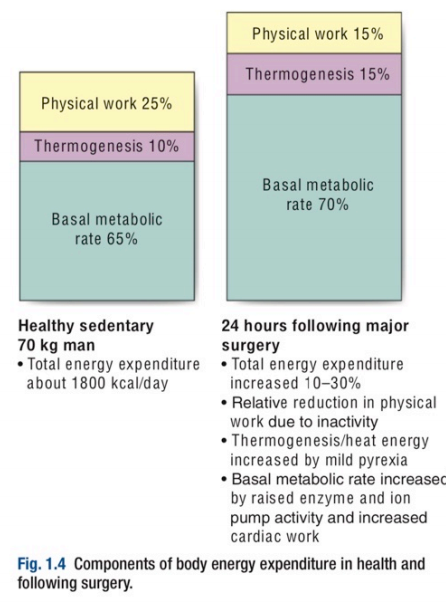 Physical work 25%
Thermogenesis 10%
Basal metabolic
rate 65%
Physical work 15%
Thermogenesis 15%
Basal metabolic
rate 70%
Healthy sedentary
70 kg man
• Total energy expenditure
about 1800 kcal/day
24 hours following major
surgery
• Total energy expenditure
increased 10–30%
• Relative reduction in physical
work due to inactivity
• Thermogenesis/heat energy
increased by mild pyrexia
• Basal metabolic rate increased
by raised enzyme and ion
pump activity and increased
cardiac work
Fig. 1.4 Components of body energy expenditure in health and
following surgery.